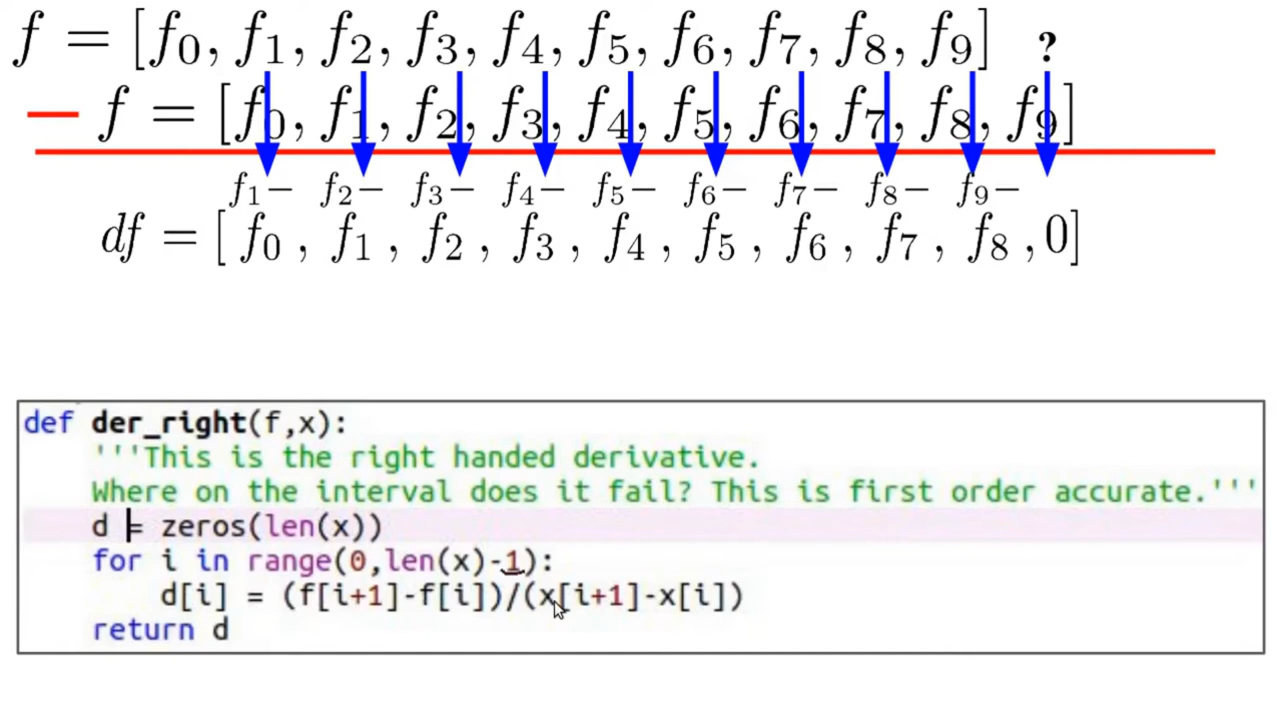 f = [f₀, f₁, f₂, f₃, f₄, f₅, f₆, f₇, f₈, f₉] ?
— f = [f₀, f₁, f₂, f₃, f₄, f₅, f₆, f₇, f₈, f₉]
f₁− f₂− f₃− f₄− f₅− f₆− f₇− f₈− f₉−
df = [ f₀ , f₁ , f₂ , f₃ , f₄ , f₅ , f₆ , f₇ , f₈ , 0]
def der_right(f,x):
'''This is the right handed derivative.
Where on the interval does it fail? This is first order accurate.'''
d = zeros(len(x))
for i in range(0,len(x)-1):
d[i] = (f[i+1]-f[i])/(x[i+1]-x[i])
return d